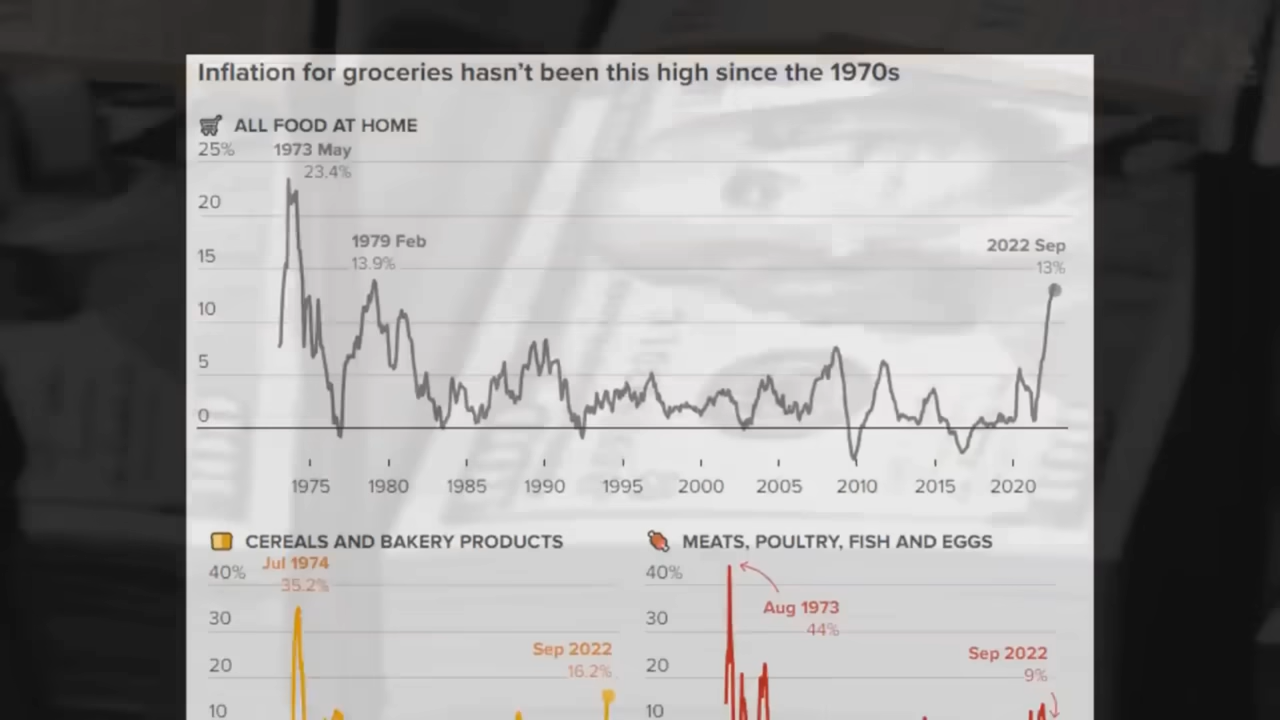 Inflation for groceries hasn't been this high since the 1970s
ALL FOOD AT HOME
25%
1973 May
23.4%
20
1979 Feb
13.9%
15
2022 Sep
13%
10
5
0
1975 1980 1985 1990 1995 2000 2005 2010 2015 2020
CEREALS AND BAKERY PRODUCTS
40%
Jul 1974
35.2%
30
Sep 2022
16.2%
20
10
MEATS, POULTRY, FISH AND EGGS
40%
Aug 1973
44%
30
Sep 2022
9%
20
10